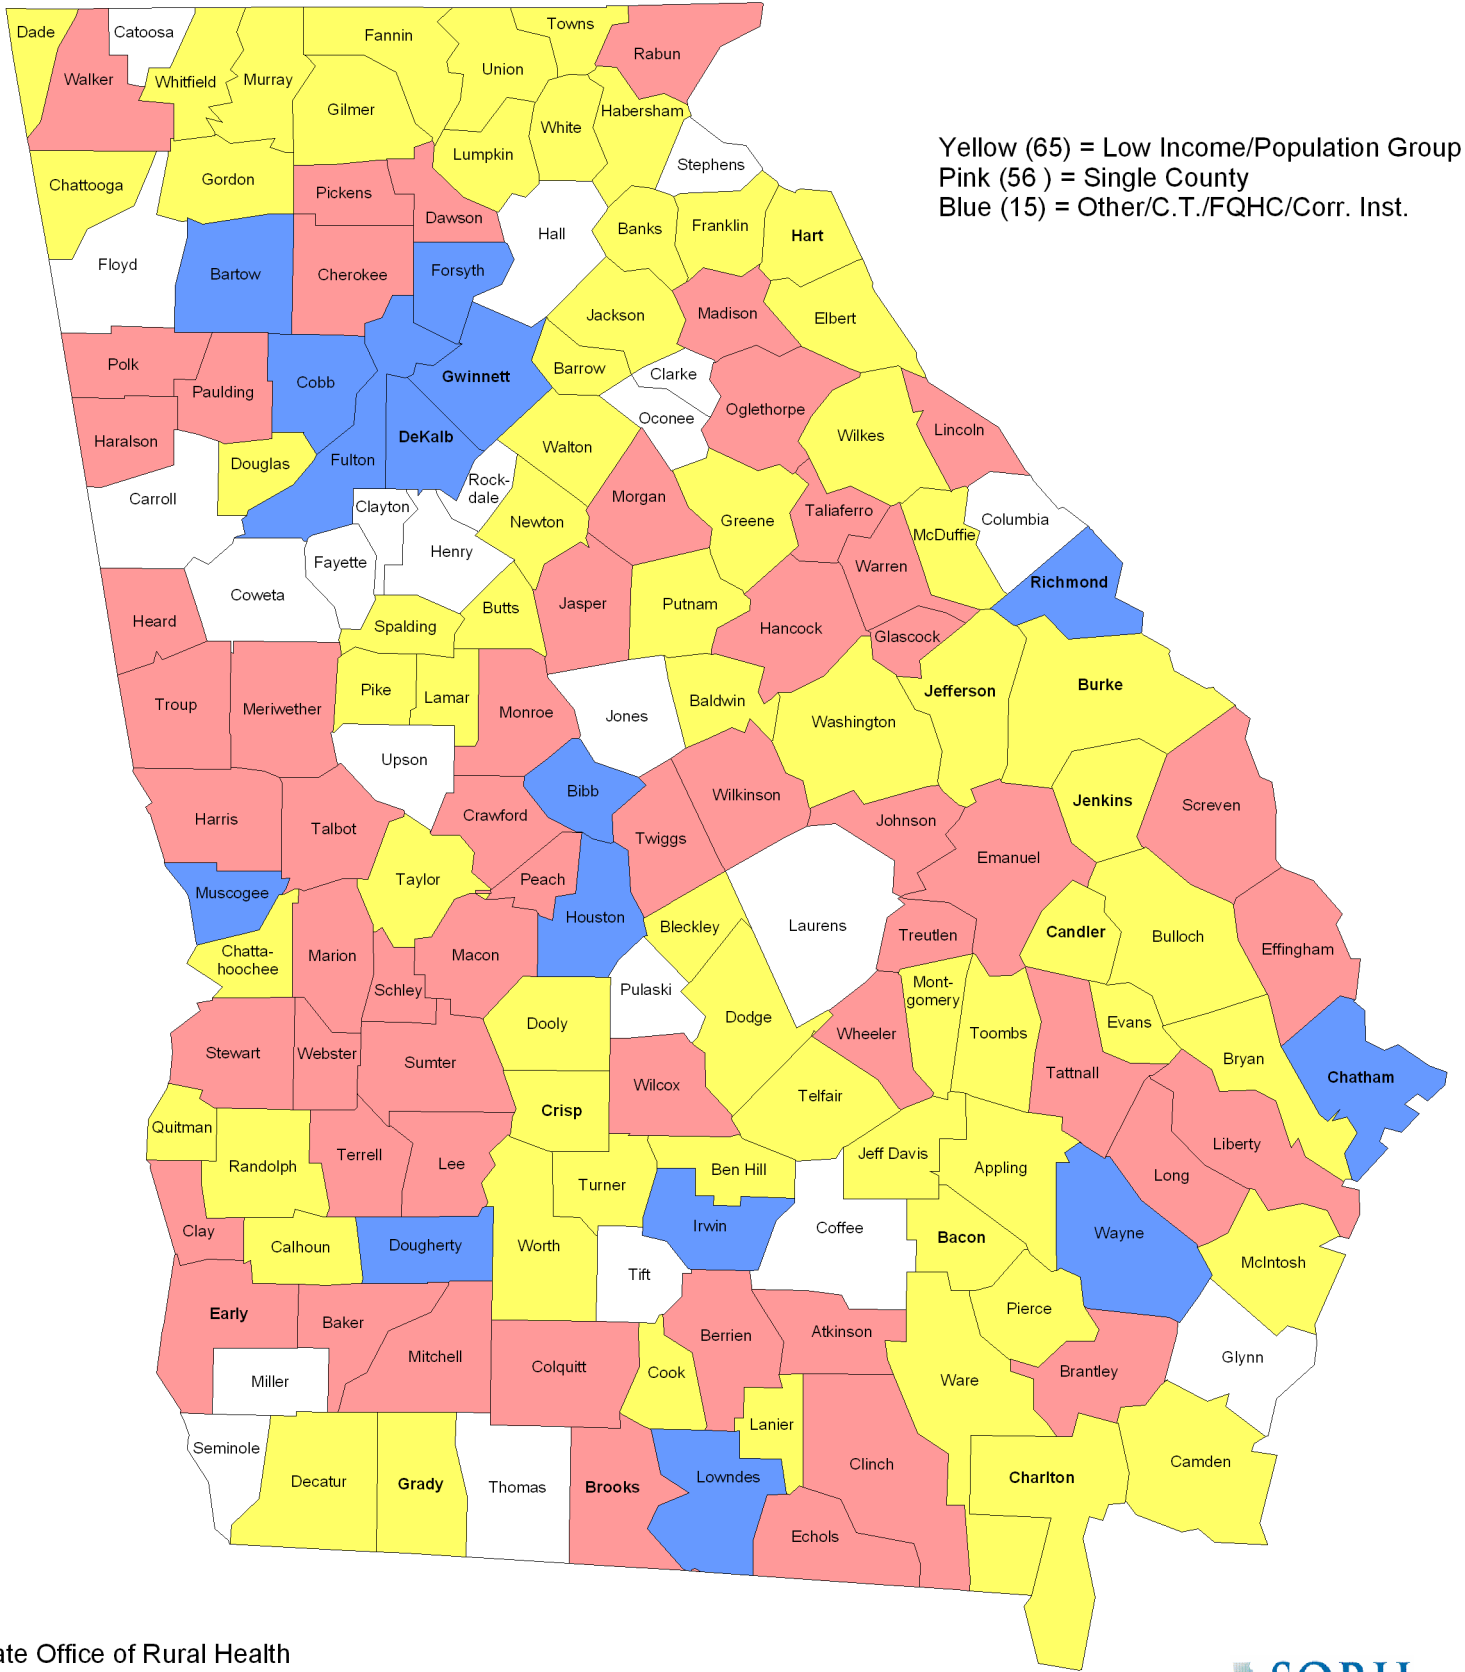 Dade
Catoosa
Walker
Whitfield
Murray
Fannin
Union
Towns
Rabun
Gilmer
White
Habersham
Lumpkin
Stephens
Chattooga
Gordon
Pickens
Dawson
Hall
Banks
Franklin
Hart
Floyd
Bartow
Cherokee
Forsyth
Jackson
Madison
Elbert
Polk
Paulding
Cobb
Gwinnett
Barrow
Clarke
Oconee
Oglethorpe
Haralson
Douglas
Fulton
DeKalb
Walton
Wilkes
Lincoln
Carroll
Clayton
Rock-
dale
Newton
Morgan
Greene
Taliaferro
McDuffie
Columbia
Fayette
Henry
Coweta
Warren
Richmond
Heard
Spalding
Butts
Jasper
Putnam
Hancock
Glascock
Troup
Meriwether
Pike
Lamar
Monroe
Jones
Baldwin
Washington
Jefferson
Burke
Upson
Harris
Talbot
Crawford
Bibb
Twiggs
Wilkinson
Johnson
Jenkins
Screven
Emanuel
Muscogee
Taylor
Peach
Houston
Bleckley
Laurens
Treutlen
Candler
Bulloch
Effingham
Chatta-
hoochee
Marion
Macon
Schley
Pulaski
Dooly
Dodge
Wheeler
Mont-
gomery
Toombs
Evans
Tattnall
Bryan
Chatham
Stewart
Webster
Sumter
Wilcox
Telfair
Crisp
Quitman
Randolph
Terrell
Lee
Turner
Ben Hill
Jeff Davis
Appling
Long
Liberty
Clay
Calhoun
Dougherty
Worth
Irwin
Coffee
Bacon
Wayne
McIntosh
Tift
Early
Baker
Mitchell
Colquitt
Cook
Berrien
Atkinson
Pierce
Ware
Brantley
Glynn
Miller
Seminole
Decatur
Grady
Thomas
Brooks
Lowndes
Lanier
Clinch
Echols
Charlton
Camden
Yellow (65) = Low Income/Population Group
Pink (56 ) = Single County
Blue (15) = Other/C.T./FQHC/Corr. Inst.
ate Office of Rural Health
SORH